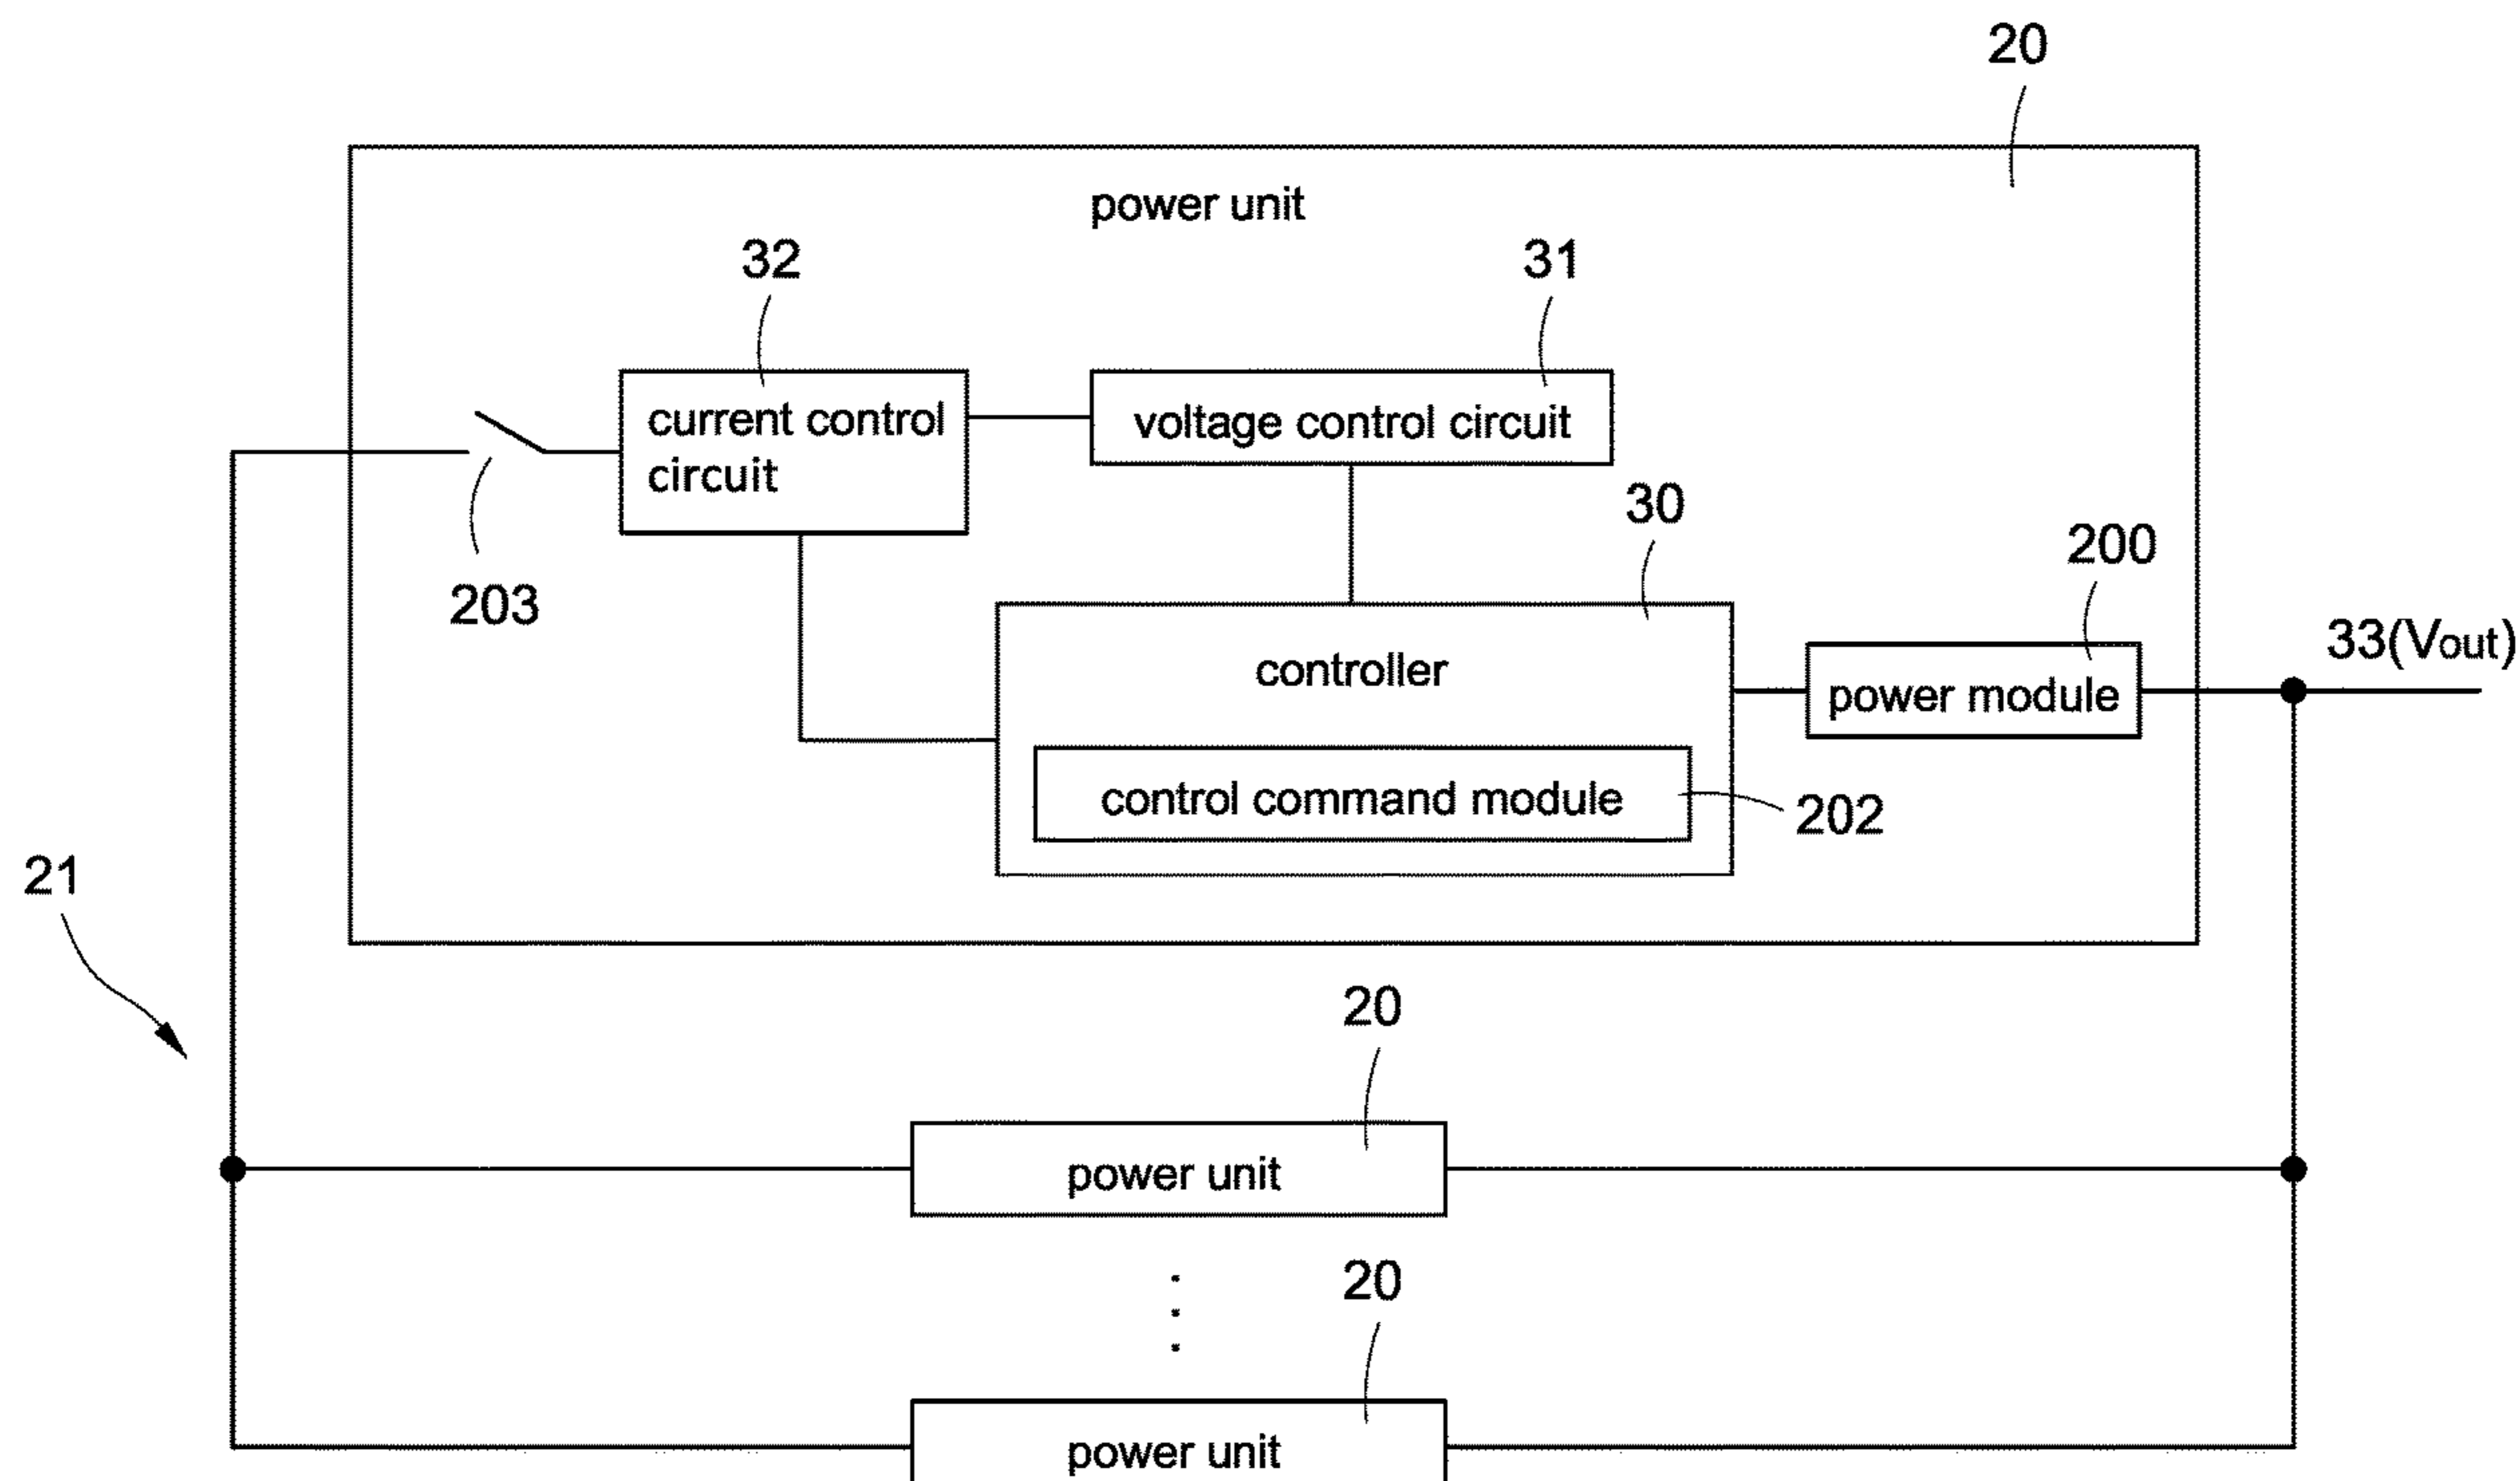 20
power unit
32
31
current control
circuit
voltage control circuit
203
30
200
controller
power module
33(Vout)
control command module
202
21
20
power unit
20
power unit